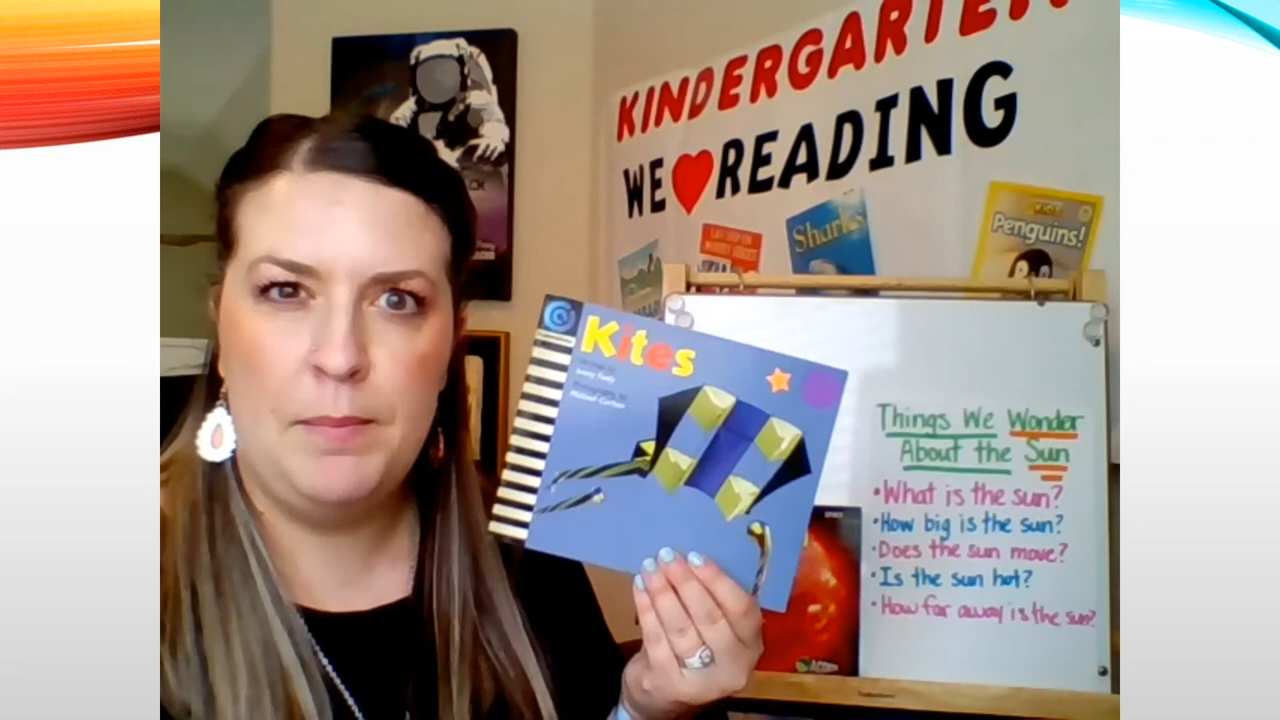 KINDERGARTEN
WE READING
Sharks
Penguins!
Kites
Things We Wonder
About the Sun
•What is the sun?
•How big is the sun?
•Does the sun move?
•Is the sun hot?
•How far away is the sun?